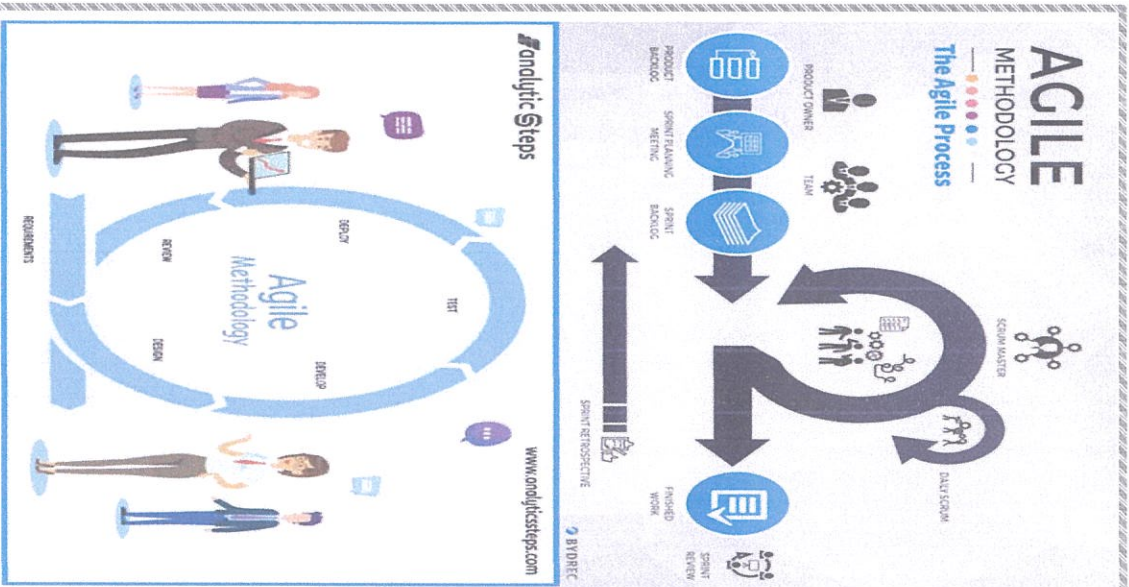 AGILE
METHODOLOGY
The Agile Process
PRODUCT OWNER
TEAM
SCRUM MASTER
PRODUCT
BACKLOG
SPRINT PLANNING
MEETING
SPRINT
BACKLOG
DAILY SCRUM
SPRINT RETROSPECTIVE
FINISHED
WORK
SPRINT
REVIEW
BYDREC
analytic Steps
www.analyticssteps.com
Agile
Methodology
DEPLOY
TEST
REVIEW
DEVELOP
DESIGN
REQUIREMENTS